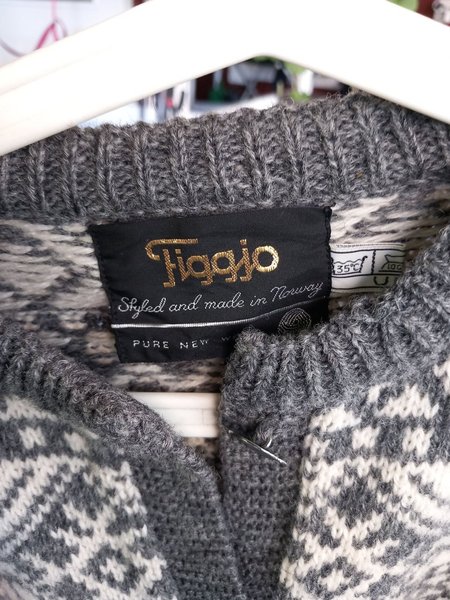 Figgjo
Styled and made in Norway
PURE NEW
35°C